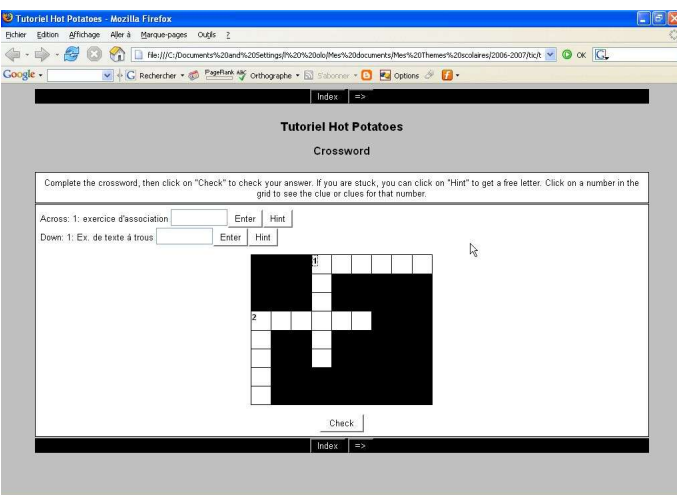 Tutoriel Hot Potatoes - Mozilla Firefox
Fichier Edition Affichage Aller à Marque-pages Outils ?
file:///C:/Documents%20and%20Settings/l%20%20olo/Mes%20documents/Mes%20Themes%20scolaires/2006-2007/tic/t OK G
Google G Rechercher PageRank Orthographe S'abonner Options
Index =>
Tutoriel Hot Potatoes
Crossword
Complete the crossword, then click on "Check" to check your answer. If you are stuck, you can click on "Hint" to get a free letter. Click on a number in the
grid to see the clue or clues for that number.
Across: 1: exercice d'association Enter Hint
Down: 1: Ex. de texte á trous Enter Hint
1
2
Check
Index =>